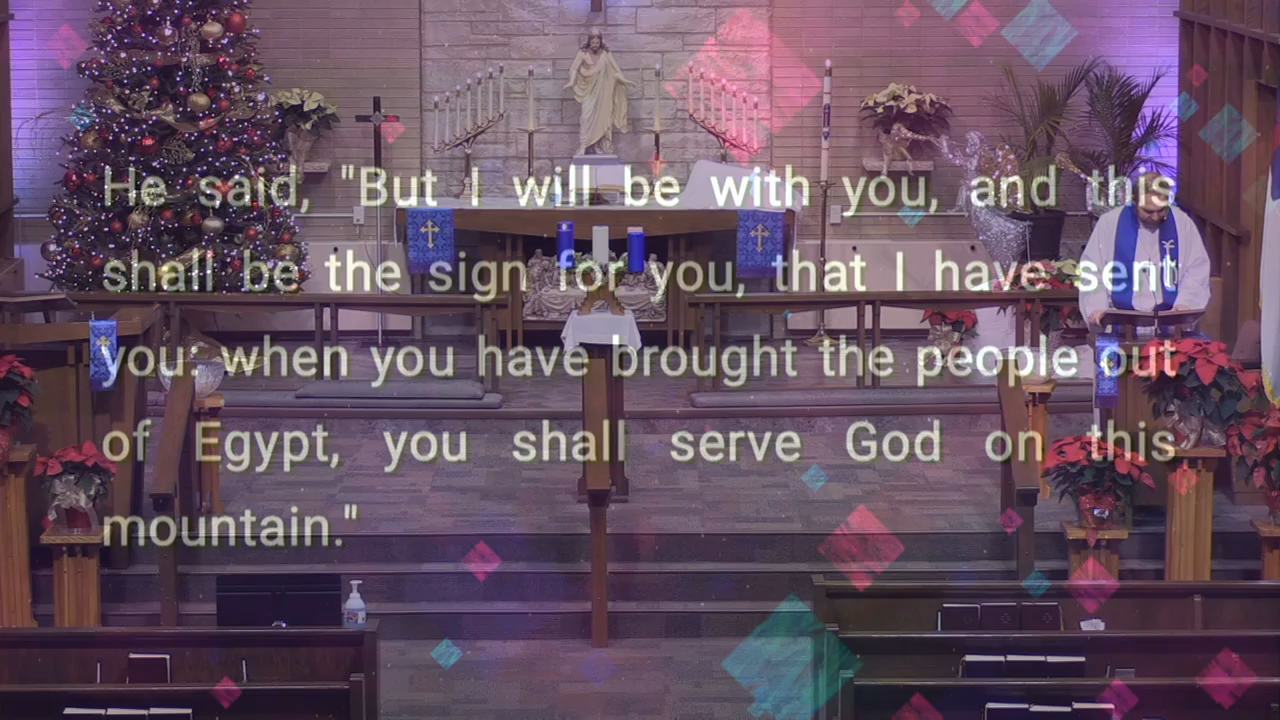 He said, "But I will be with you, and this
shall be the sign for you, that I have sent
you: when you have brought the people out
of Egypt, you shall serve God on this
mountain."